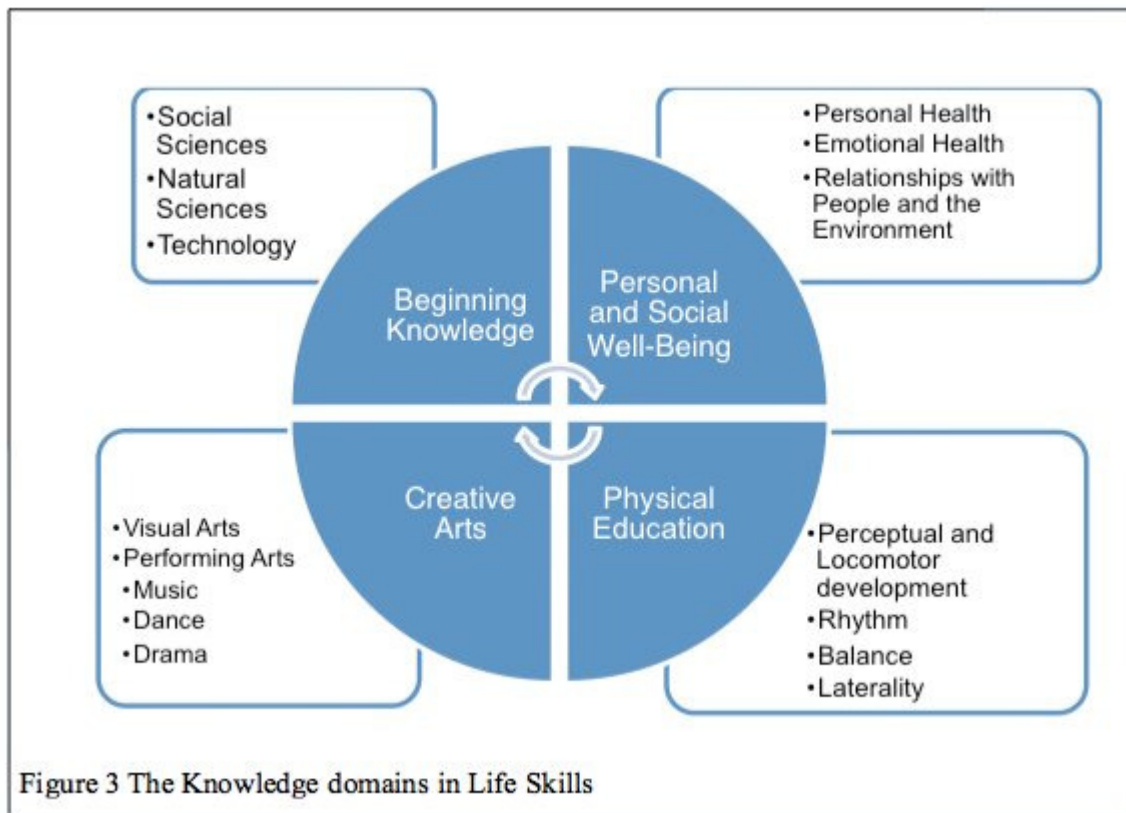 •Social
Sciences
•Natural
Sciences
•Technology
•Personal Health
•Emotional Health
•Relationships with
People and the
Environment
Beginning
Knowledge
Personal
and Social
Well-Being
Creative
Arts
Physical
Education
•Visual Arts
•Performing Arts
•Music
•Dance
•Drama
•Perceptual and
Locomotor
development
•Rhythm
•Balance
•Laterality
Figure 3 The Knowledge domains in Life Skills